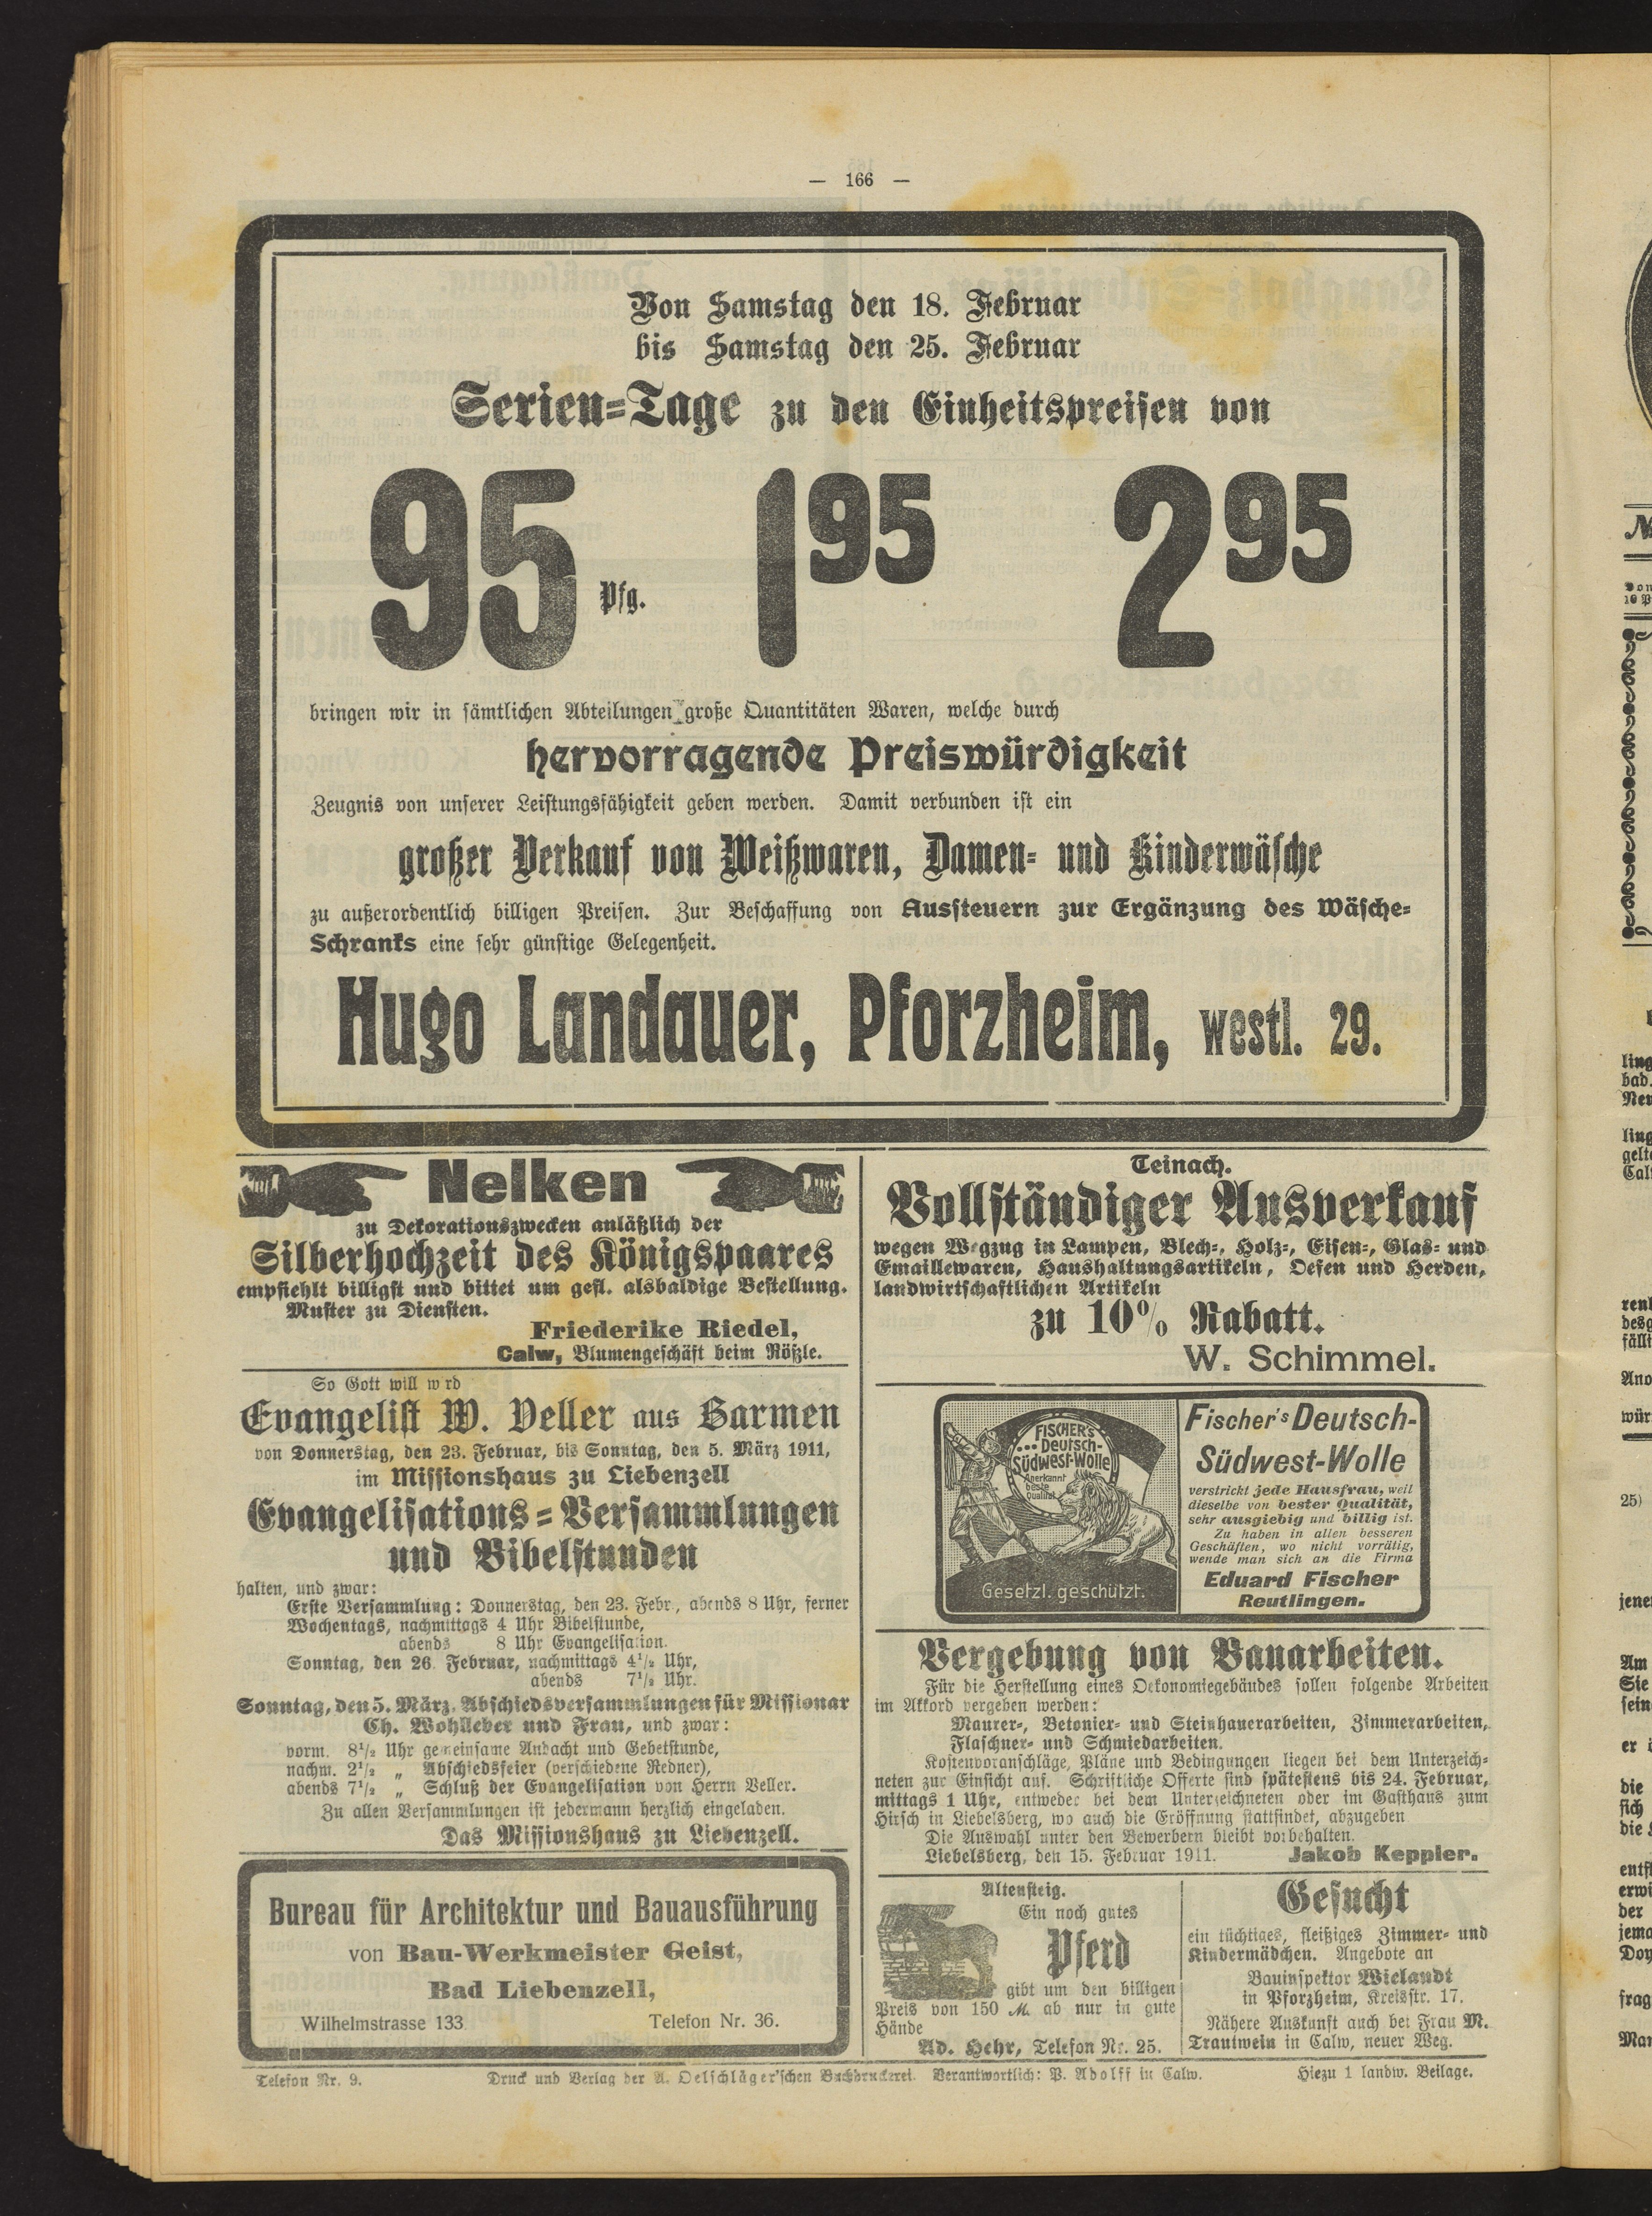 — 166 —
Von Samstag den 18. Februar
bis Samstag den 25. Februar
Serien=Tage zu den Einheitspreisen von
95 Pfg. 1 95 2 95
bringen wir in sämtlichen Abteilungen große Quantitäten Waren, welche durch
hervorragende Preiswürdigkeit
Zeugnis von unserer Leistungsfähigkeit geben werden. Damit verbunden ist ein
großer Verkauf von Weißwaren, Damen= und Kinderwäsche
zu außerordentlich billigen Preisen. Zur Beschaffung von Aussteuern zur Ergänzung des Wäsche=
Schranks eine sehr günstige Gelegenheit.
Hugo Landauer, Pforzheim, westl. 29.
Nelken
zu Dekorationszwecken anläßlich der
Silberhochzeit des Königspaares
empfiehlt billigst und bittet um gefl. alsbaldige Bestellung.
Muster zu Diensten.
Friederike Riedel,
Calw, Blumengeschäft beim Rößle.
So Gott will w rd
Evangelist W. Veller aus Barmen
von Donnerstag, den 23. Februar, bis Sonntag, den 5. März 1911,
im Missionshaus zu Liebenzell
Evangelisations=Versammlungen
und Bibelstunden
halten, und zwar:
Erste Versammlung: Donnerstag, den 23. Febr., abends 8 Uhr, ferner
Wochentags, nachmittags 4 Uhr Bibelstunde,
abends 8 Uhr Evangelisation.
Sonntag, den 26. Februar, nachmittags 4½ Uhr,
abends 7½ Uhr.
Sonntag, den 5. März, Abschiedsversammlungen für Missionar
Ch. Wohlleber und Frau, und zwar:
vorm. 8½ Uhr gemeinsame Andacht und Gebetstunde,
nachm. 2½ „ Abschiedsfeier (verschiedene Redner),
abends 7½ „ Schluß der Evangelisation von Herrn Veller.
Zu allen Versammlungen ist jedermann herzlich eingeladen.
Das Missionshaus zu Liebenzell.
Bureau für Architektur und Bauausführung
von Bau-Werkmeister Geist,
Bad Liebenzell,
Wilhelmstrasse 133 Telefon Nr. 36.
Teinach.
Vollständiger Ausverkauf
wegen Wegzug in Lampen, Blech=, Holz=, Eisen=, Glas= und
Emaillewaren, Haushaltungsartikeln, Oefen und Herden,
landwirtschaftlichen Artikeln
zu 10% Rabatt.
W. Schimmel.
FISCHER'S
Deutsch-
Südwest-Wolle
Anerkannt
beste
Qualität
Gesetzl. geschützt.
Fischer's Deutsch-
Südwest-Wolle
verstrickt jede Hausfrau, weil
dieselbe von bester Qualität,
sehr ausgiebig und billig ist.
Zu haben in allen besseren
Geschäften, wo nicht vorrätig,
wende man sich an die Firma
Eduard Fischer
Reutlingen.
Vergebung von Bauarbeiten.
Für die Herstellung eines Oekonomiegebäudes sollen folgende Arbeiten
im Akkord vergeben werden:
Maurer=, Betonier= und Steinhauerarbeiten, Zimmerarbeiten,
Flaschner= und Schmiedarbeiten.
Kostenvoranschläge, Pläne und Bedingungen liegen bei dem Unterzeich=
neten zur Einsicht auf. Schriftliche Offerte sind spätestens bis 24. Februar,
mittags 1 Uhr, entweder bei dem Unterzeichneten oder im Gasthaus zum
Hirsch in Liebelsberg, wo auch die Eröffnung stattfindet, abzugeben
Die Auswahl unter den Bewerbern bleibt vorbehalten.
Liebelsberg, den 15. Februar 1911. Jakob Keppler.
Altensteig.
Ein noch gutes
Pferd
gibt um den billigen
Preis von 150 M. ab nur in gute
Hände
Ad. Hehr, Telefon Nr. 25.
Gesucht
ein tüchtiges, fleißiges Zimmer= und
Kindermädchen. Angebote an
Bauinspektor Wielandt
in Pforzheim, Kreisstr. 17.
Nähere Auskunft auch bei Frau M.
Trautwein in Calw, neuer Weg.
Telefon Nr. 9. Druck und Verlag der A. Oelschläger'schen Buchdruckerei. Verantwortlich: P. Adolff in Calw. Hiezu 1 landw. Beilage.